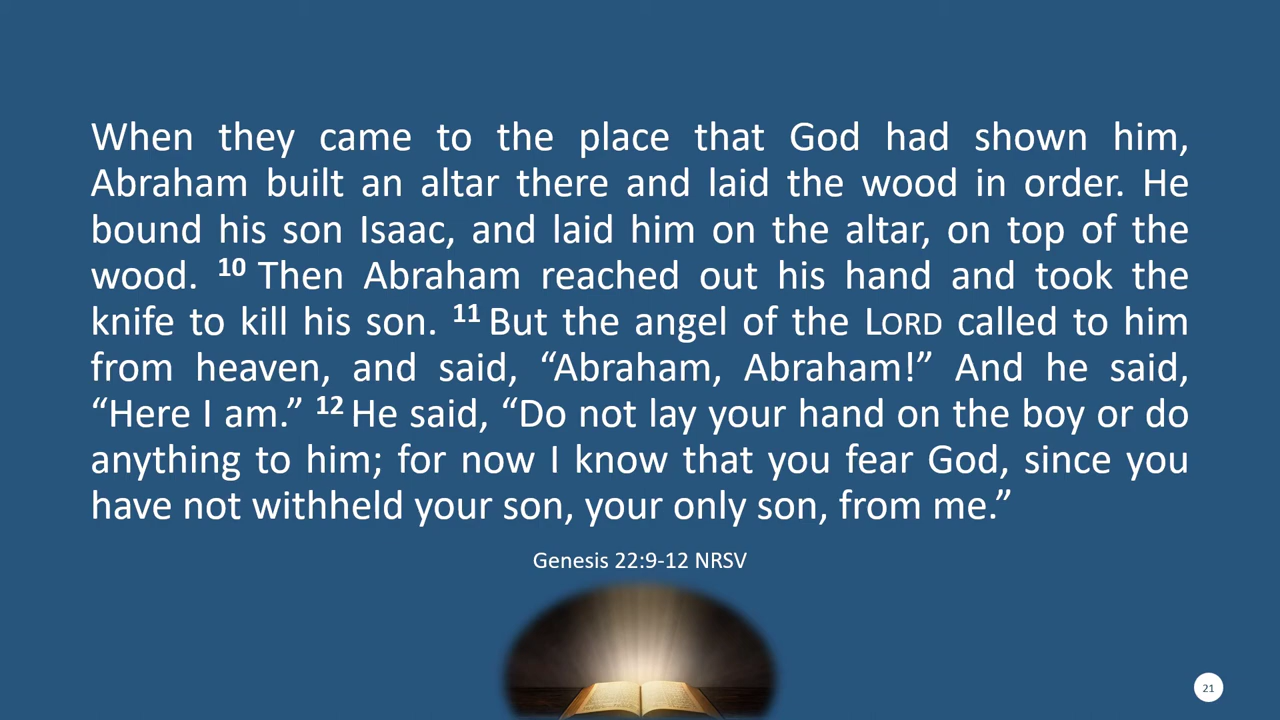 When they came to the place that God had shown him,
Abraham built an altar there and laid the wood in order. He
bound his son Isaac, and laid him on the altar, on top of the
wood. 10 Then Abraham reached out his hand and took the
knife to kill his son. 11 But the angel of the LORD called to him
from heaven, and said, “Abraham, Abraham!” And he said,
“Here I am.” 12 He said, “Do not lay your hand on the boy or do
anything to him; for now I know that you fear God, since you
have not withheld your son, your only son, from me.”
Genesis 22:9-12 NRSV
21